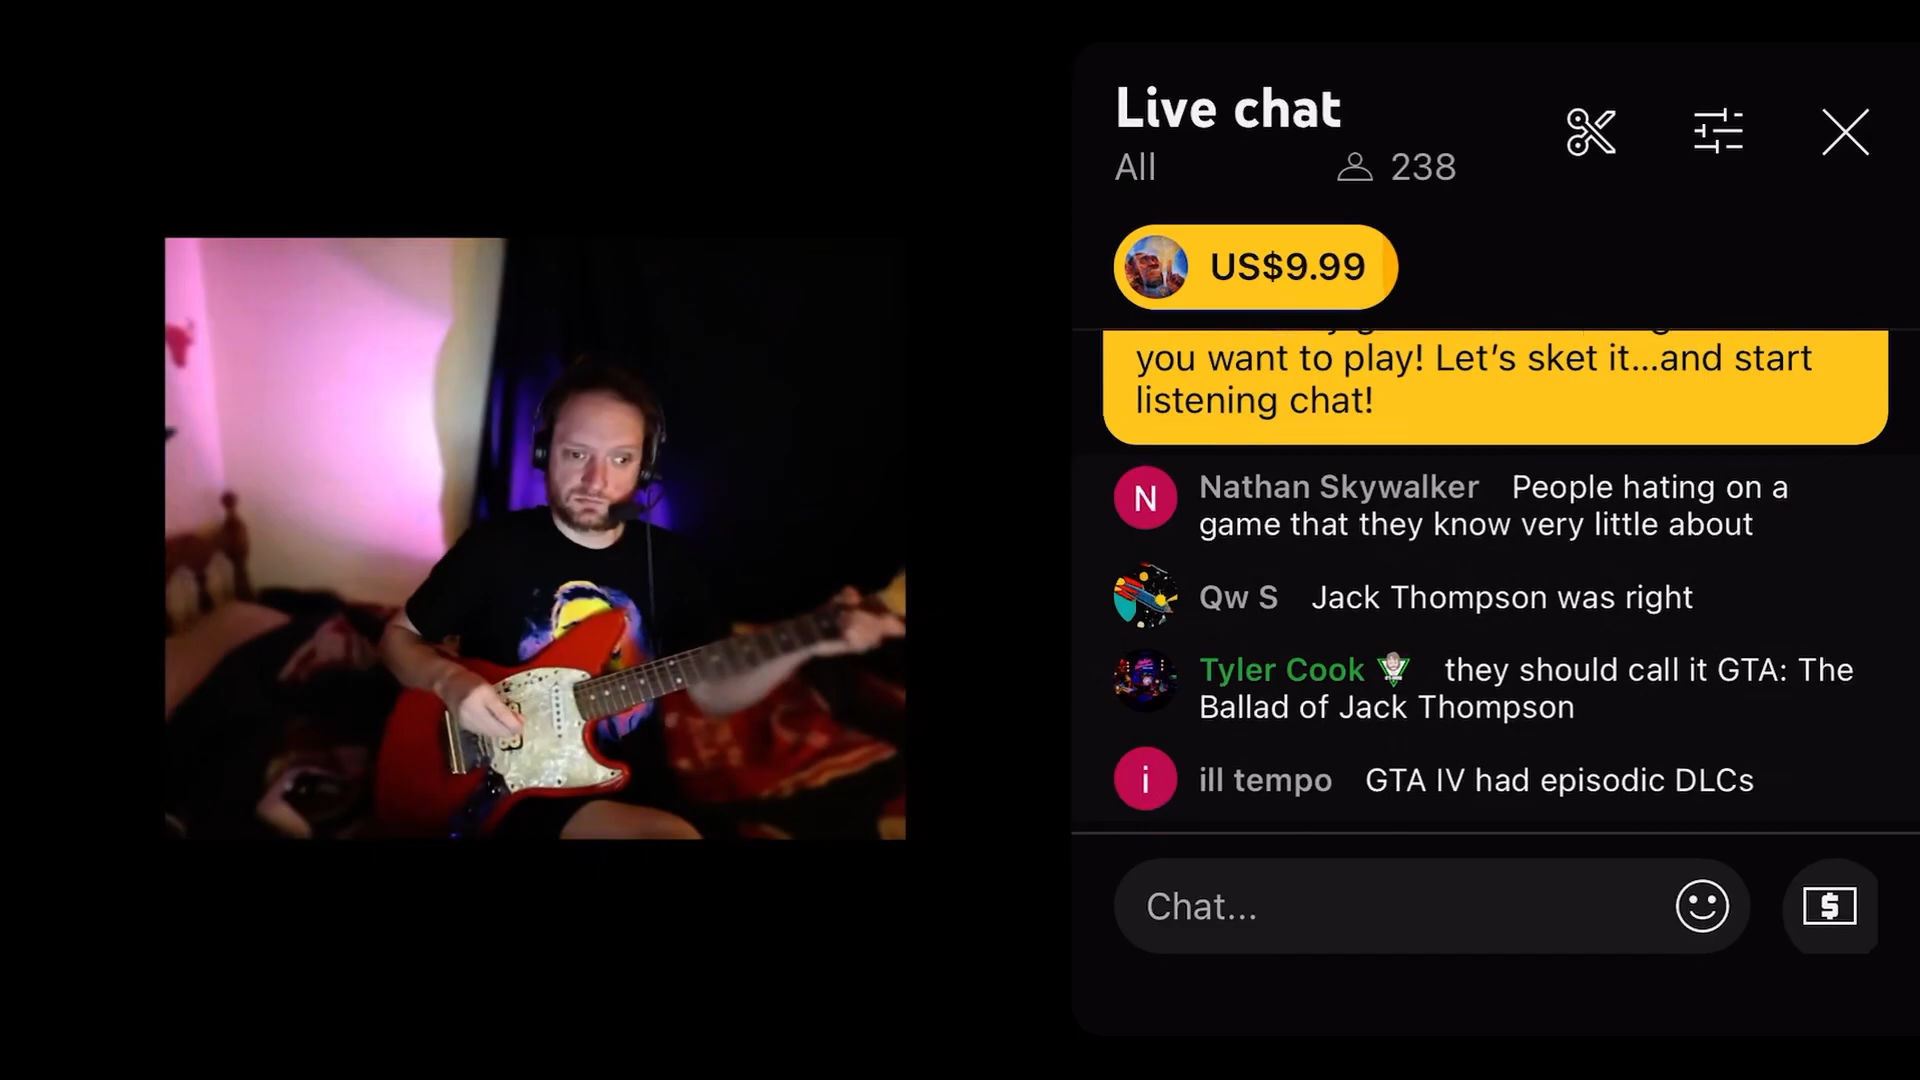 Live chat
All 238
US$9.99
you want to play! Let’s sket it...and start
listening chat!
N Nathan Skywalker People hating on a
game that they know very little about
Qw S Jack Thompson was right
Tyler Cook they should call it GTA: The
Ballad of Jack Thompson
i ill tempo GTA IV had episodic DLCs
Chat...
$